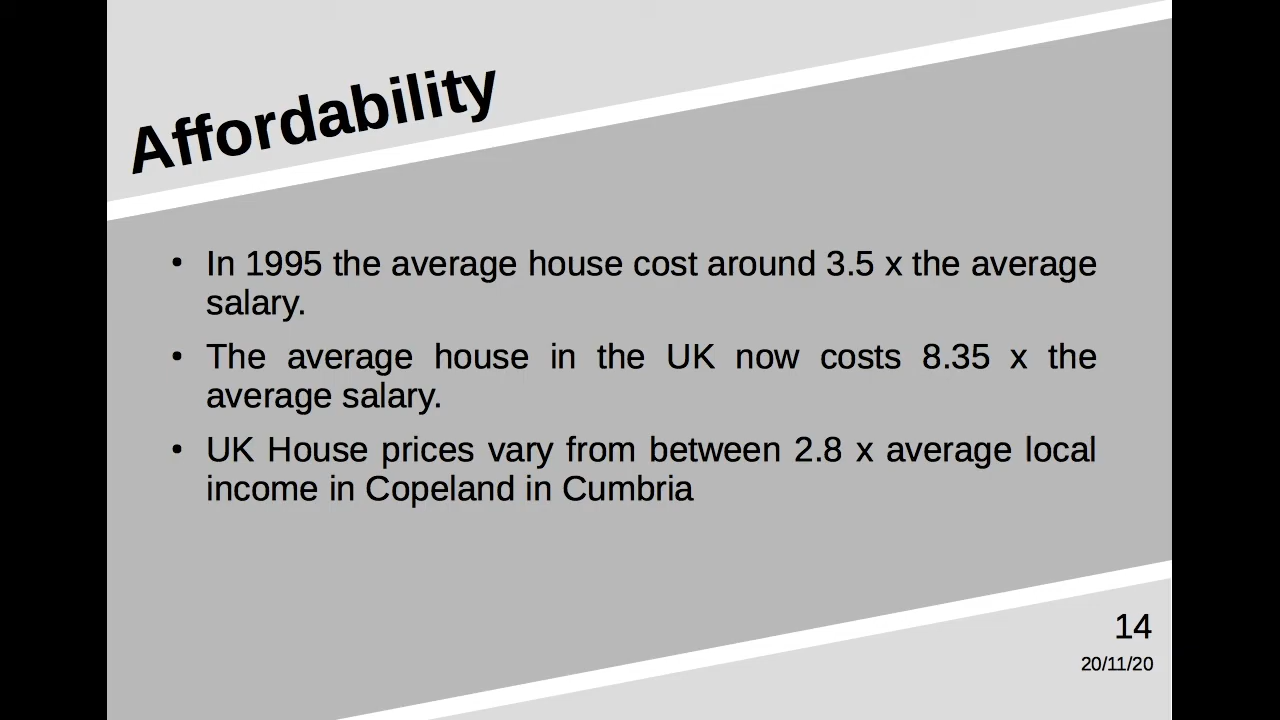 Affordability
• In 1995 the average house cost around 3.5 x the average
salary.
• The average house in the UK now costs 8.35 x the
average salary.
• UK House prices vary from between 2.8 x average local
income in Copeland in Cumbria
14
20/11/20